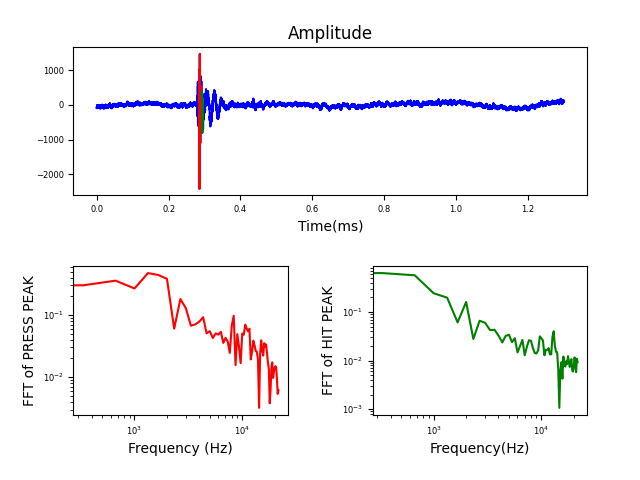 Amplitude
1000
0
−1000
−2000
0.0 0.2 0.4 0.6 0.8 1.0 1.2
Time(ms)
FFT of PRESS PEAK
10⁻¹
10⁻²
10³ 10⁴
Frequency (Hz)
FFT of HIT PEAK
10⁻¹
10⁻²
10⁻³
10³ 10⁴
Frequency(Hz)